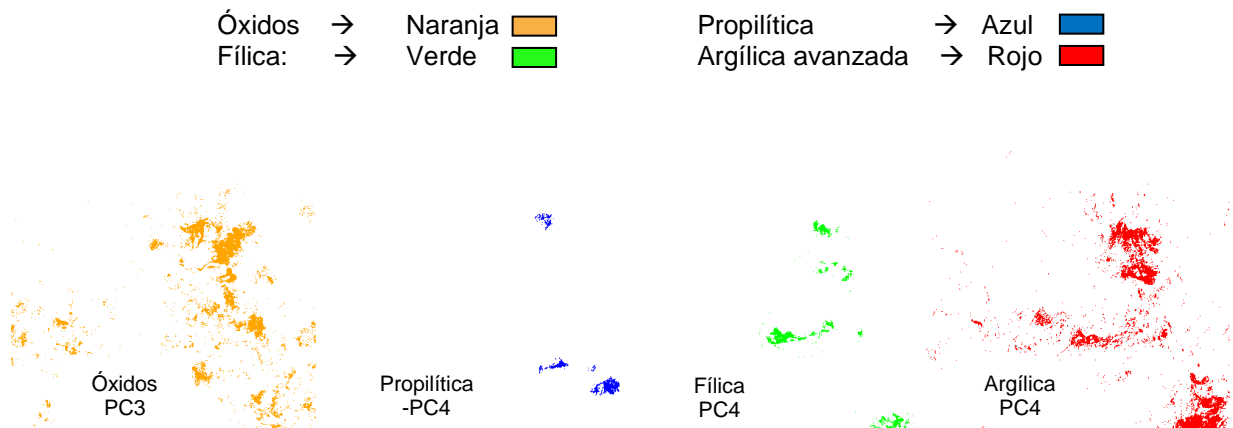 Óxidos → Naranja
Propilítica → Azul
Fílica: → Verde
Argílica avanzada → Rojo
Óxidos
PC3
Propilítica
-PC4
Fílica
PC4
Argílica
PC4